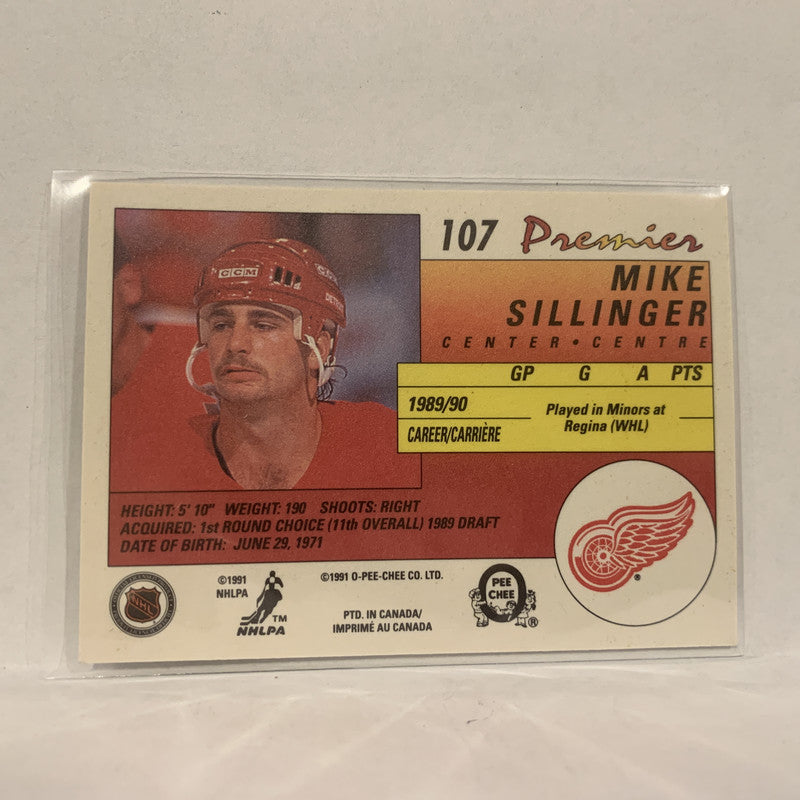 107 Premier
MIKE
SILLINGER
CENTER • CENTRE
GP G A PTS
1989/90
CAREER/CARRIÈRE
Played in Minors at
Regina (WHL)
CCM
HEIGHT: 5' 10" WEIGHT: 190 SHOOTS: RIGHT
ACQUIRED: 1st ROUND CHOICE (11th OVERALL) 1989 DRAFT
DATE OF BIRTH: JUNE 29, 1971
NHL
©1991
NHLPA
NHLPA TM
©1991 O-PEE-CHEE CO. LTD.
PTD. IN CANADA/
IMPRIMÉ AU CANADA
O
PEE
CHEE
®
®